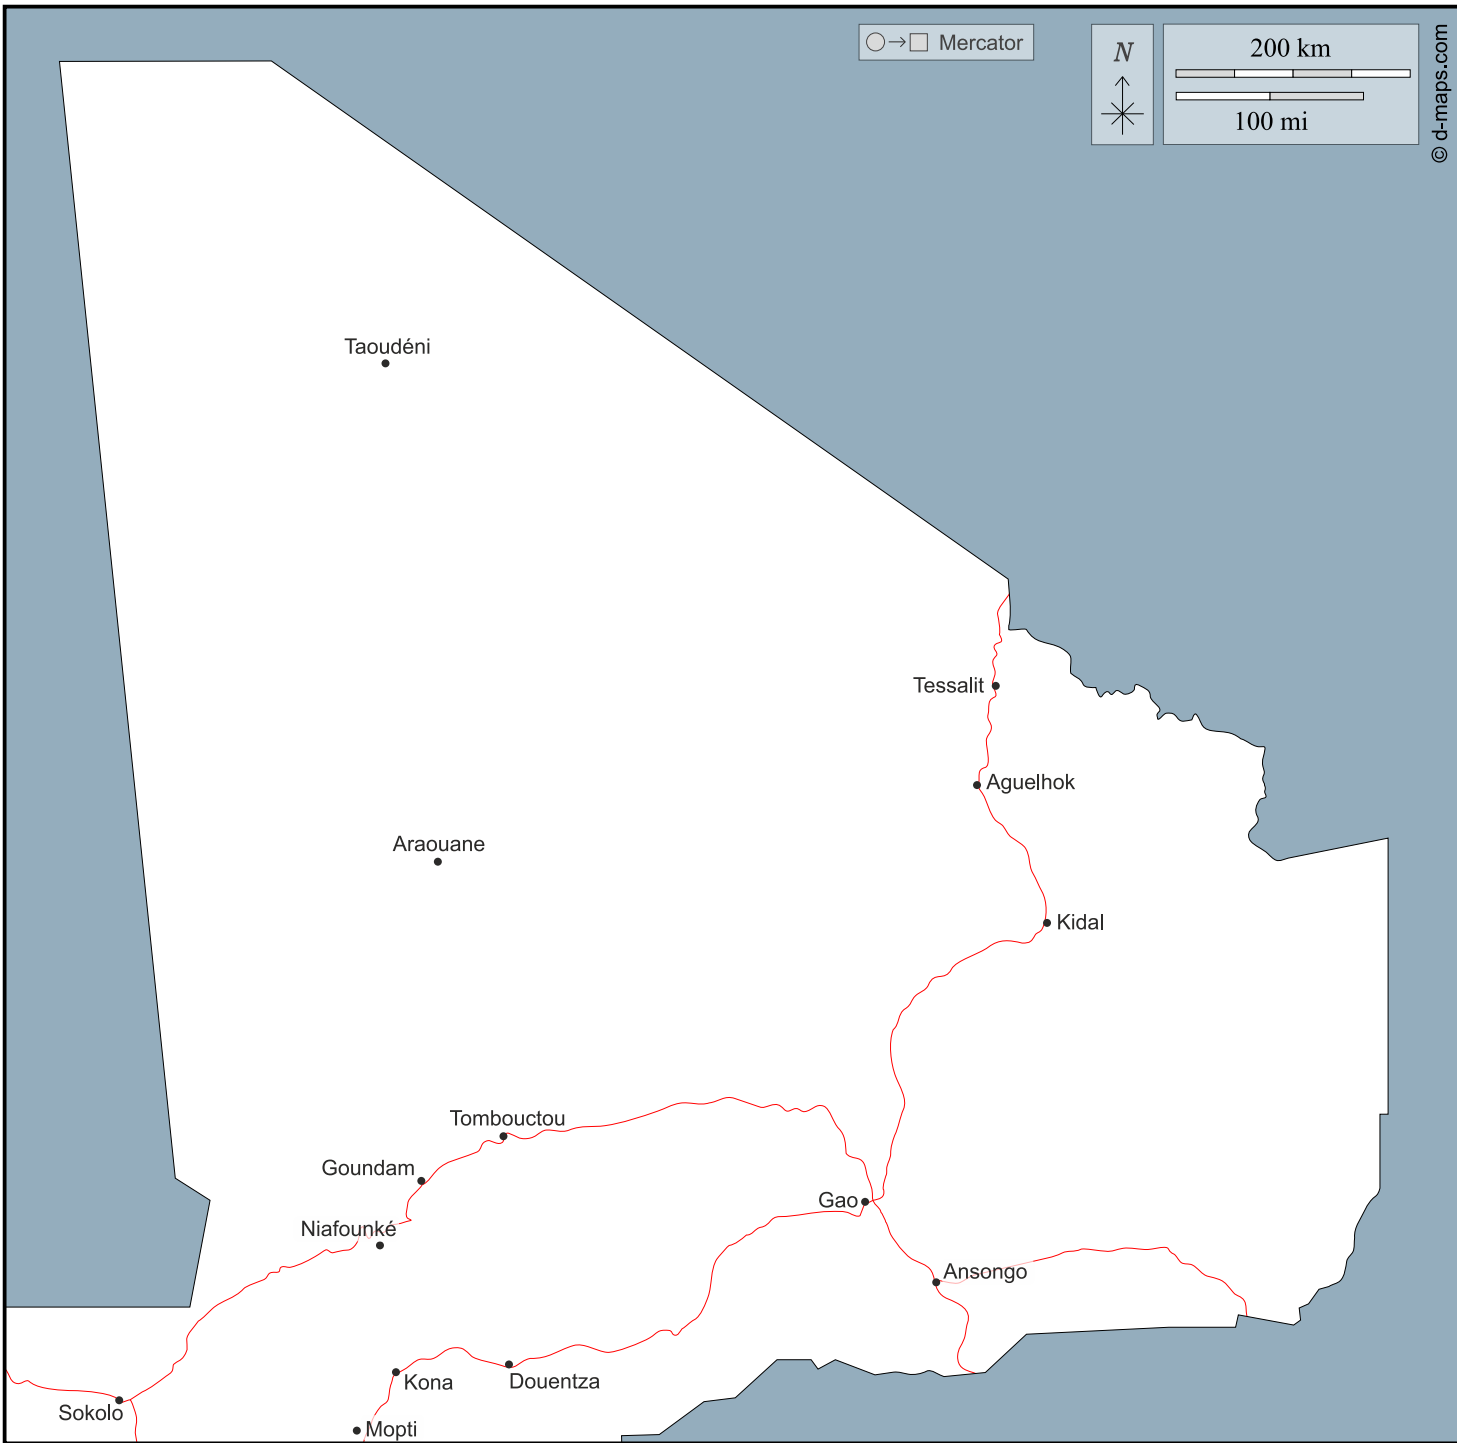 Mercator
N
200 km
100 mi
© d-maps.com
Taoudéni
Tessalit
Aguelhok
Araouane
Kidal
Tombouctou
Goundam
Gao
Niafounké
Ansongo
Kona
Douentza
Sokolo
Mopti